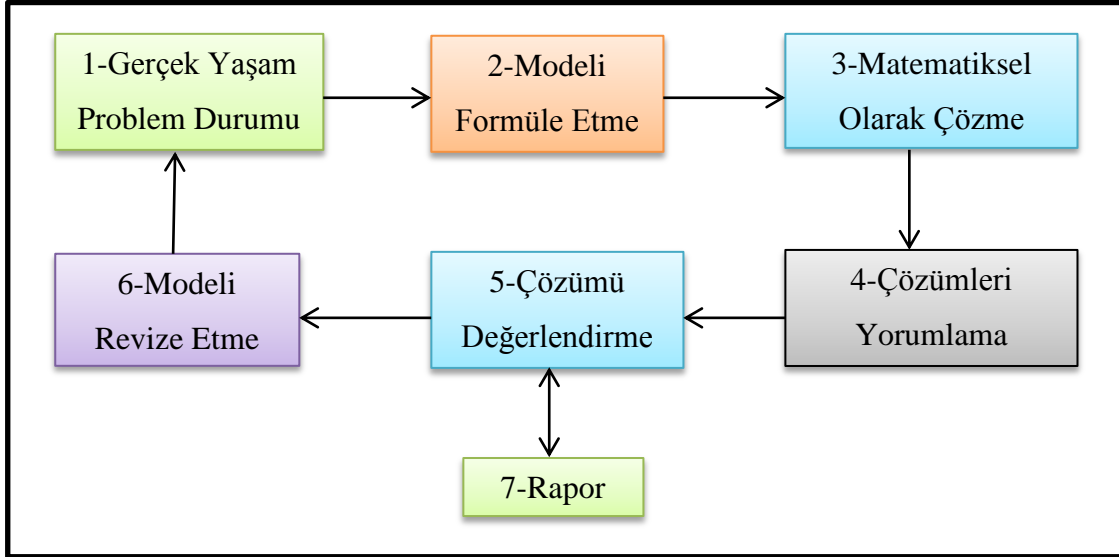 1-Gerçek Yaşam
Problem Durumu
2-Modeli
Formüle Etme
3-Matematiksel
Olarak Çözme
4-Çözümleri
Yorumlama
5-Çözümü
Değerlendirme
6-Modeli
Revize Etme
7-Rapor